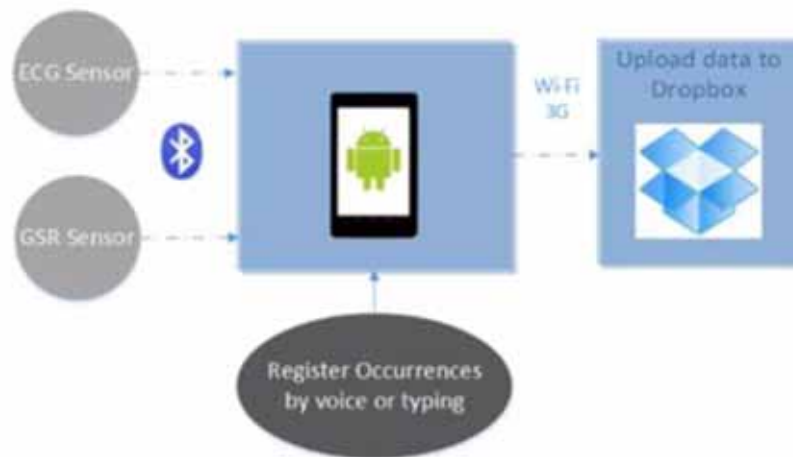 ECG Sensor
GSR Sensor
Wi-Fi
3G
Upload data to
Dropbox
Register Occurrences
by voice or typing